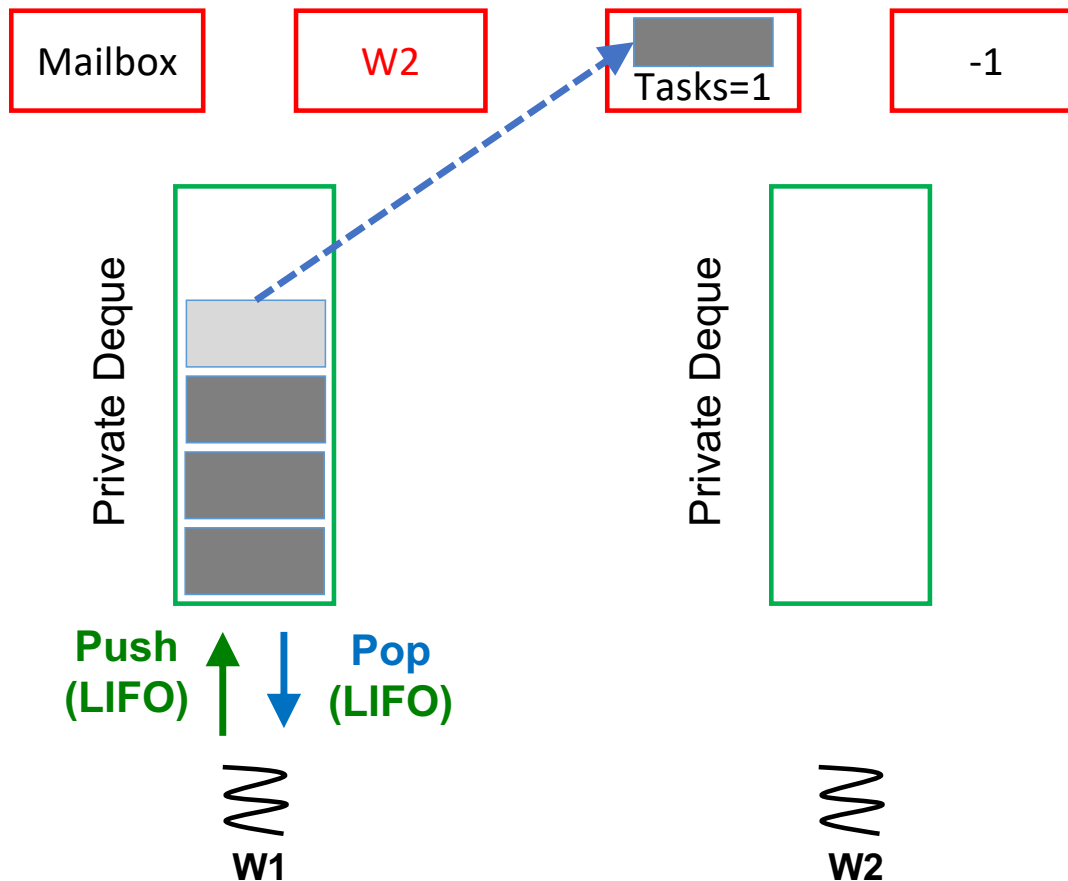 Mailbox
W2
Tasks=1
-1
Private Deque
Private Deque
Push
(LIFO)
Pop
(LIFO)
W1
W2